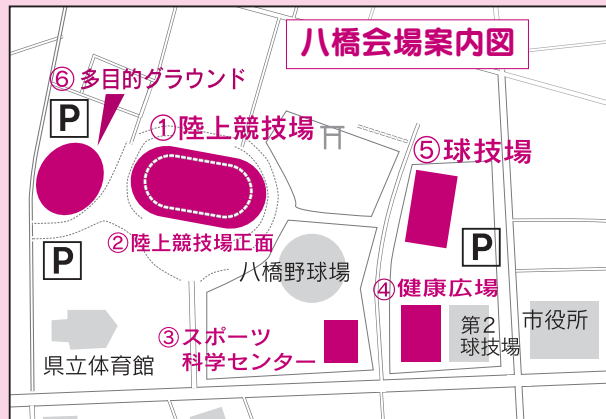 八橋会場案内図
⑥多目的グラウンド
P
①陸上競技場
⑤球技場
②陸上競技場正面
P
P
八橋野球場
④健康広場
③スポーツ
科学センター
第2
球技場
市役所
県立体育館